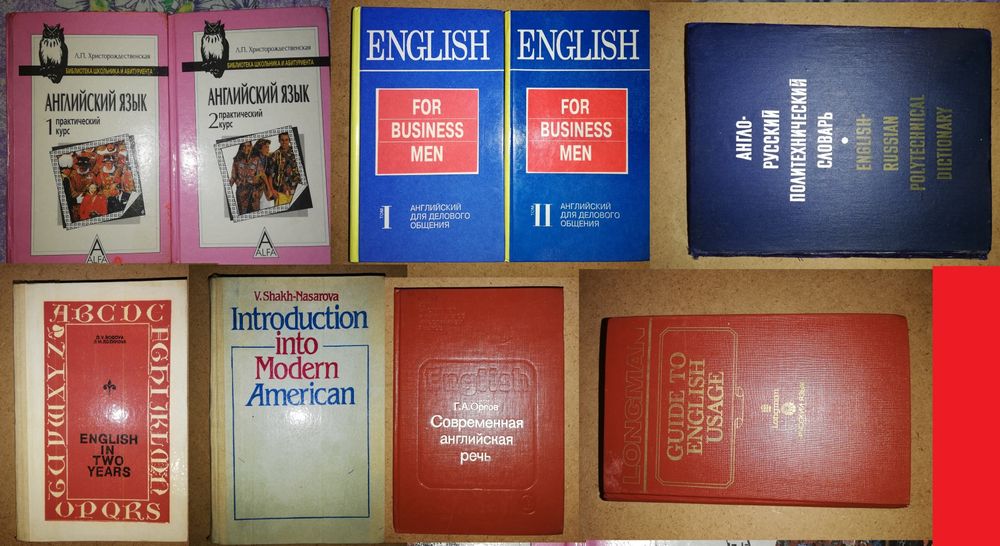 Л.П. Христорождественская
БИБЛИОТЕКА ШКОЛЬНИКА И АБИТУРИЕНТА
АНГЛИЙСКИЙ ЯЗЫК
1 практический
курс
ALFA
Л.П. Христорождественская
БИБЛИОТЕКА ШКОЛЬНИКА И АБИТУРИЕНТА
АНГЛИЙСКИЙ ЯЗЫК
2 практический
курс
ALFA
ENGLISH
FOR
BUSINESS
MEN
ТОМ I
АНГЛИЙСКИЙ
ДЛЯ ДЕЛОВОГО
ОБЩЕНИЯ
ENGLISH
FOR
BUSINESS
MEN
ТОМ II
АНГЛИЙСКИЙ
ДЛЯ ДЕЛОВОГО
ОБЩЕНИЯ
АНГЛО-
РУССКИЙ
ПОЛИТЕХНИЧЕСКИЙ
СЛОВАРЬ
ENGLISH-
RUSSIAN
POLYTECHNICAL
DICTIONARY
ABCDC
OPQRS
ENGLISH
IN
TWO
YEARS
V. Shakh-Nasarova
Introduction
into
Modern
American
English
Г.А.Орлов
Современная
английская
речь
LONGMAN
GUIDE TO
ENGLISH
USAGE
Longman